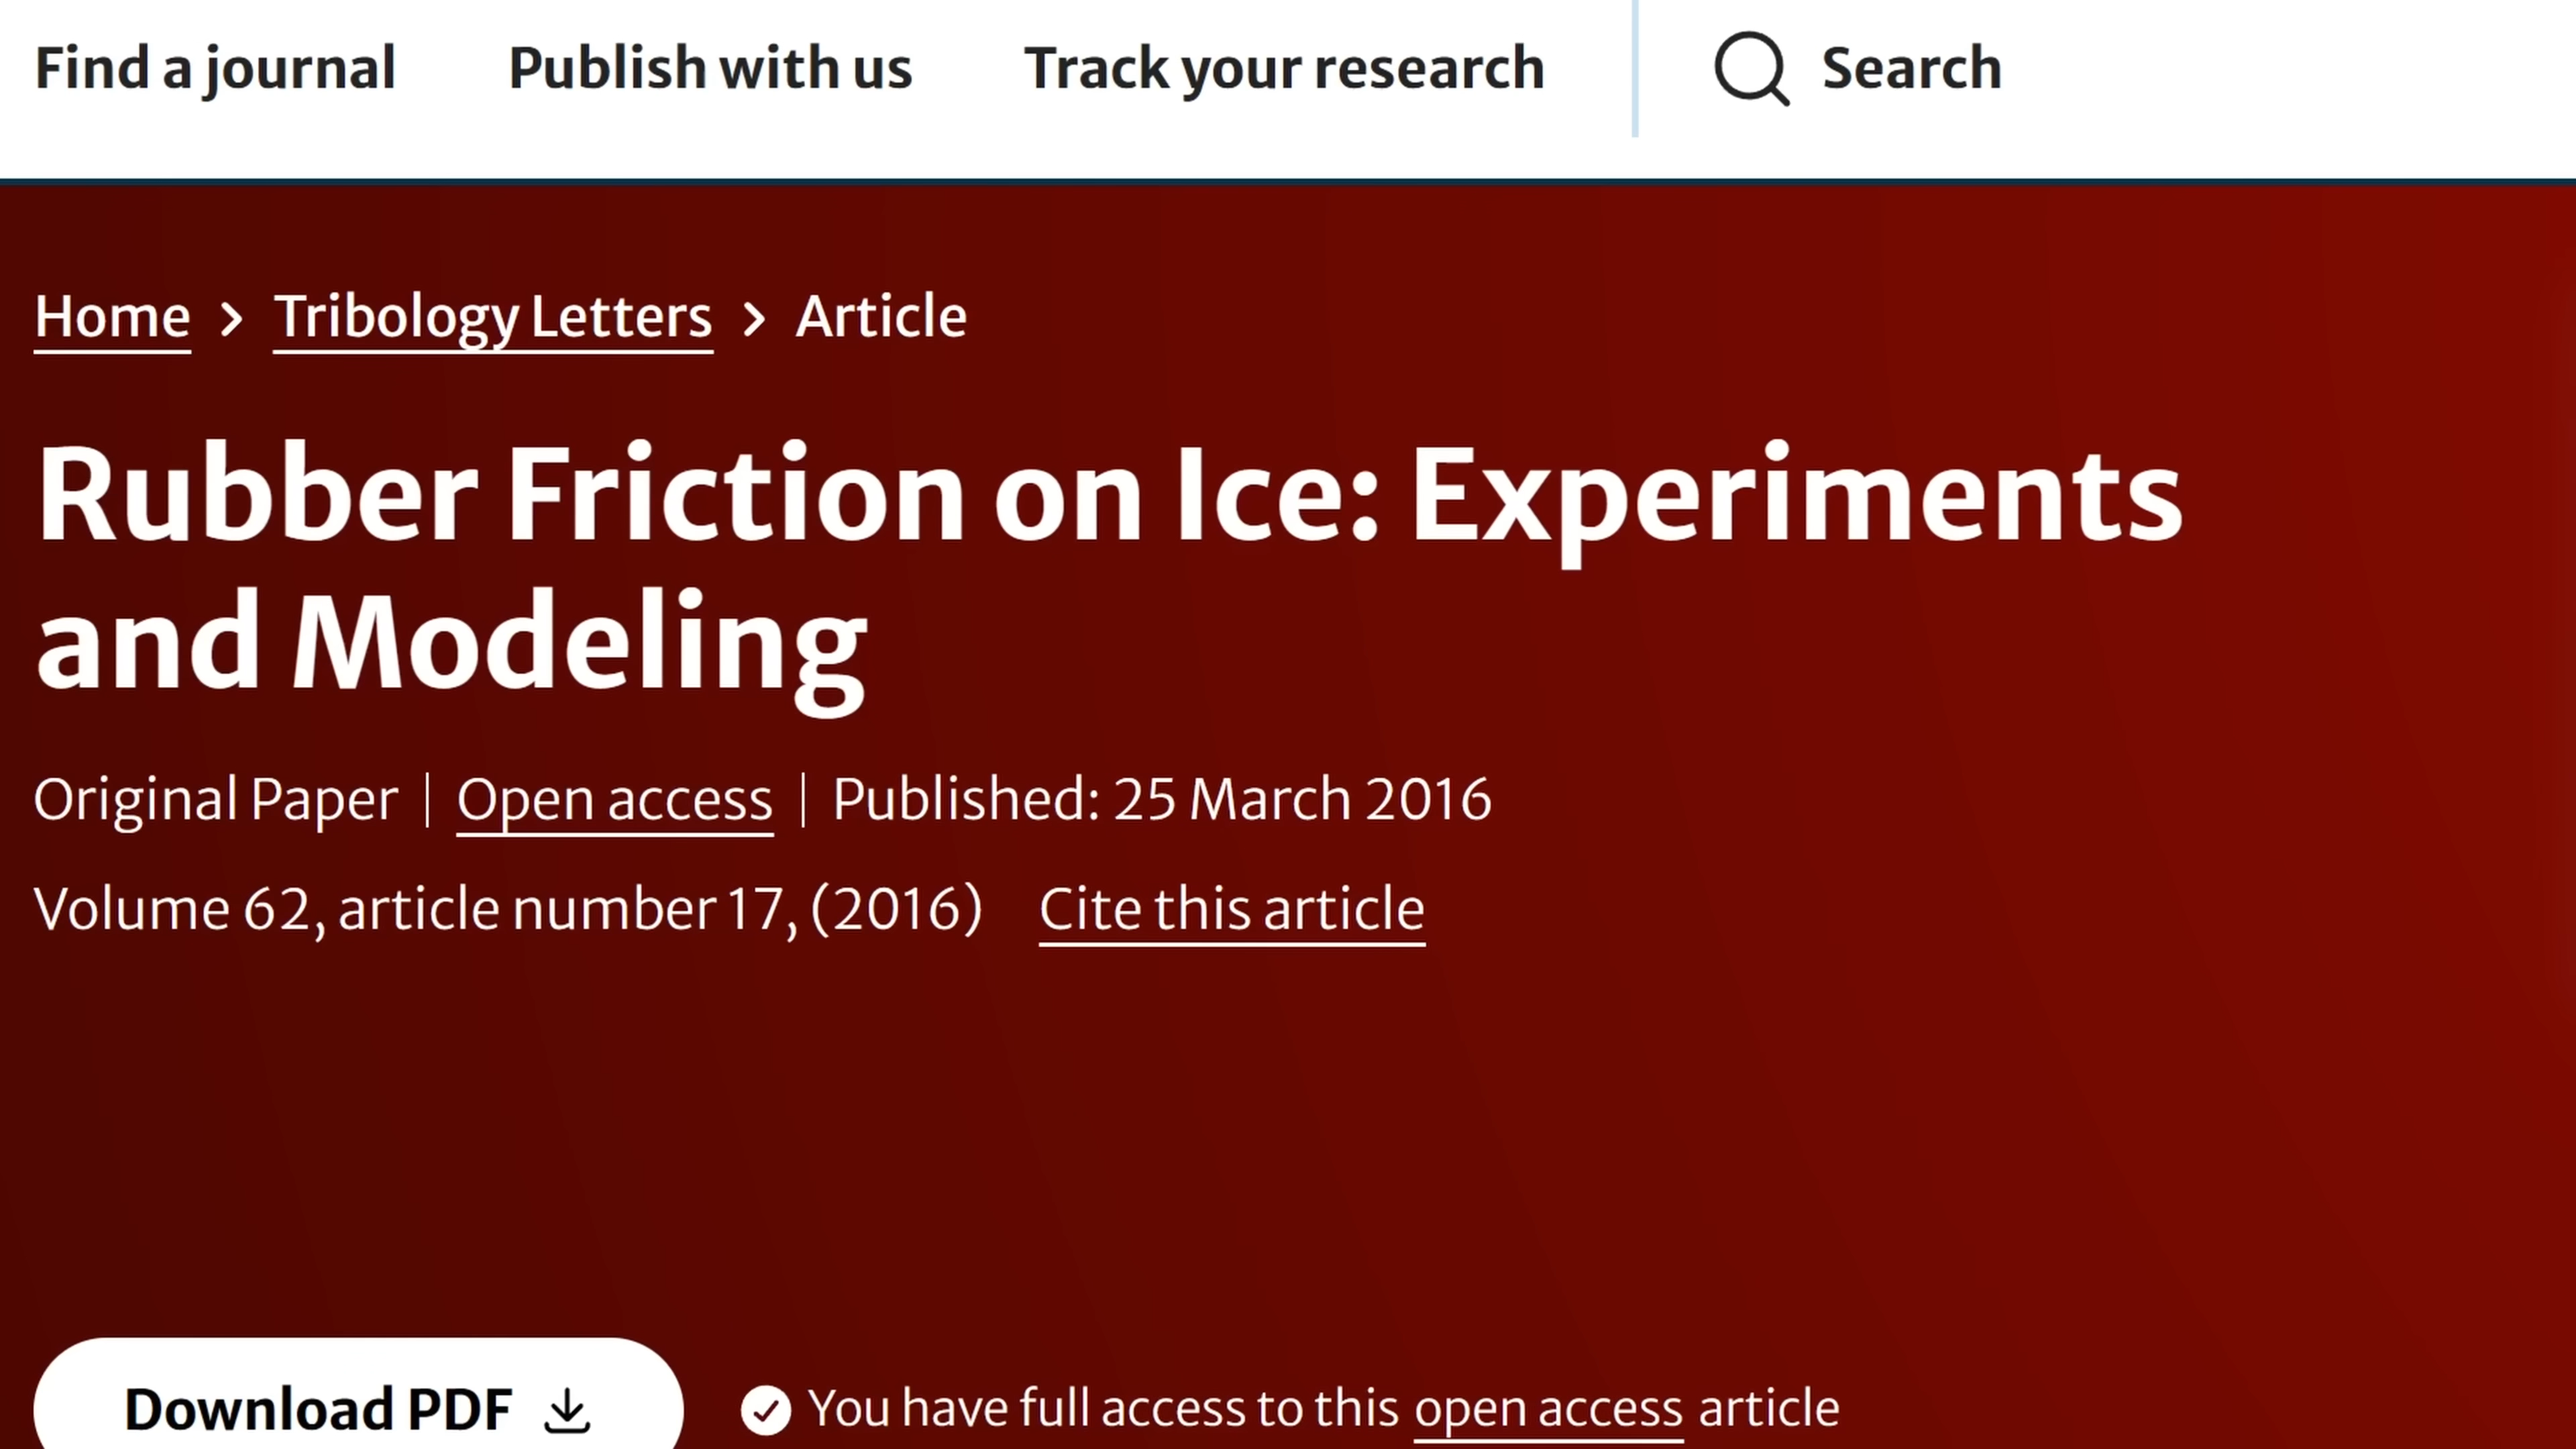 Find a journal Publish with us Track your research Search
Home > Tribology Letters > Article
Rubber Friction on Ice: Experiments
and Modeling
Original Paper | Open access | Published: 25 March 2016
Volume 62, article number 17, (2016) Cite this article
Download PDF You have full access to this open access article